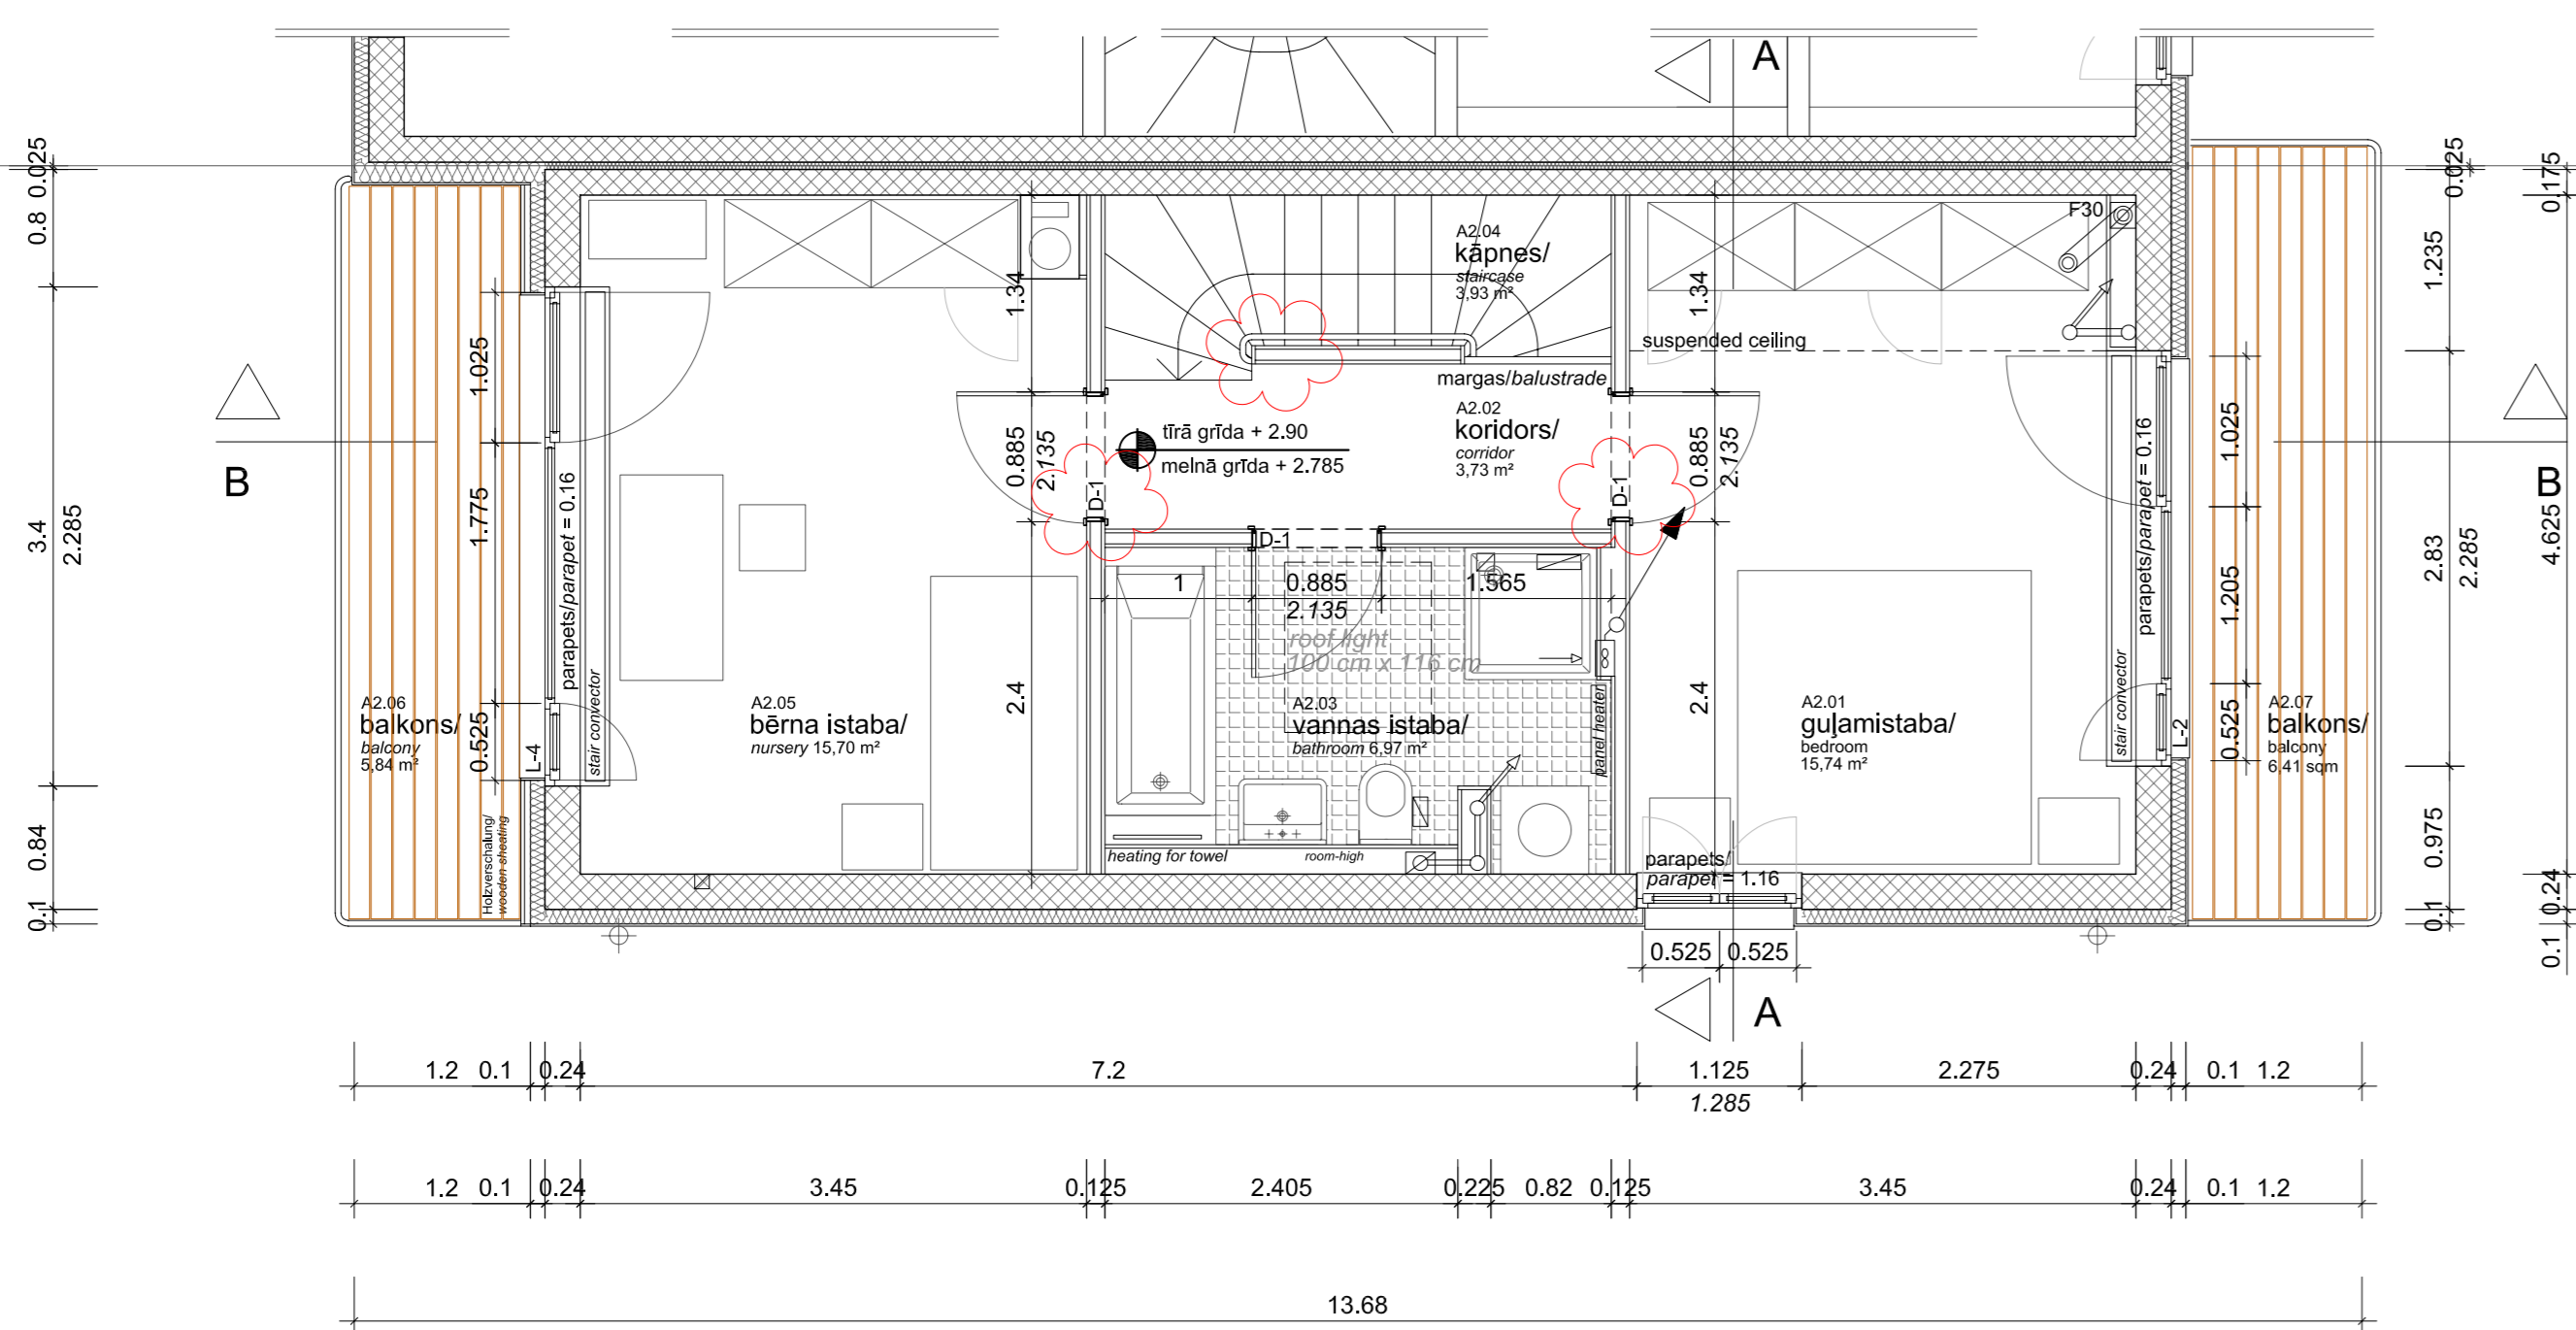 A
0.025
0.8
3.4
2.285
0.84
0.1
B
1.025
1.775
0.525
L-4
parapets/parapet = 0.16
stair convector
A2.06
balkons/
balcony
5,84 m²
Holzverschalung/
wooden sheating
A2.05
bērna istaba/
nursery 15,70 m²
1.34
0.885
2.135
2.4
D-1
A2.04
kāpnes/
staircase
3,93 m²
margas/balustrade
A2.02
koridors/
corridor
3,73 m²
tīrā grīda + 2.90
melnā grīda + 2.785
D-1
D-1
1
0.885
1.565
2.135
roof light
100 cm x 116 cm
A2.03
vannas istaba/
bathroom 6,97 m²
panel heater
heating for towel
room-high
F30
suspended ceiling
1.34
0.885
2.135
2.4
A2.01
guļamistaba/
bedroom
15,74 m²
parapets/
parapet = 1.16
0.525
0.525
parapets/parapet = 0.16
stair convector
L-2
1.025
1.205
0.525
A2.07
balkons/
balcony
6,41 sqm
0.025
1.235
2.83
2.285
0.975
0.1
B
0.175
4.625
0.24
0.1
A
1.2 0.1 0.24 7.2 1.125 2.275 0.24 0.1 1.2
1.285
1.2 0.1 0.24 3.45 0.125 2.405 0.225 0.82 0.125 3.45 0.24 0.1 1.2
13.68